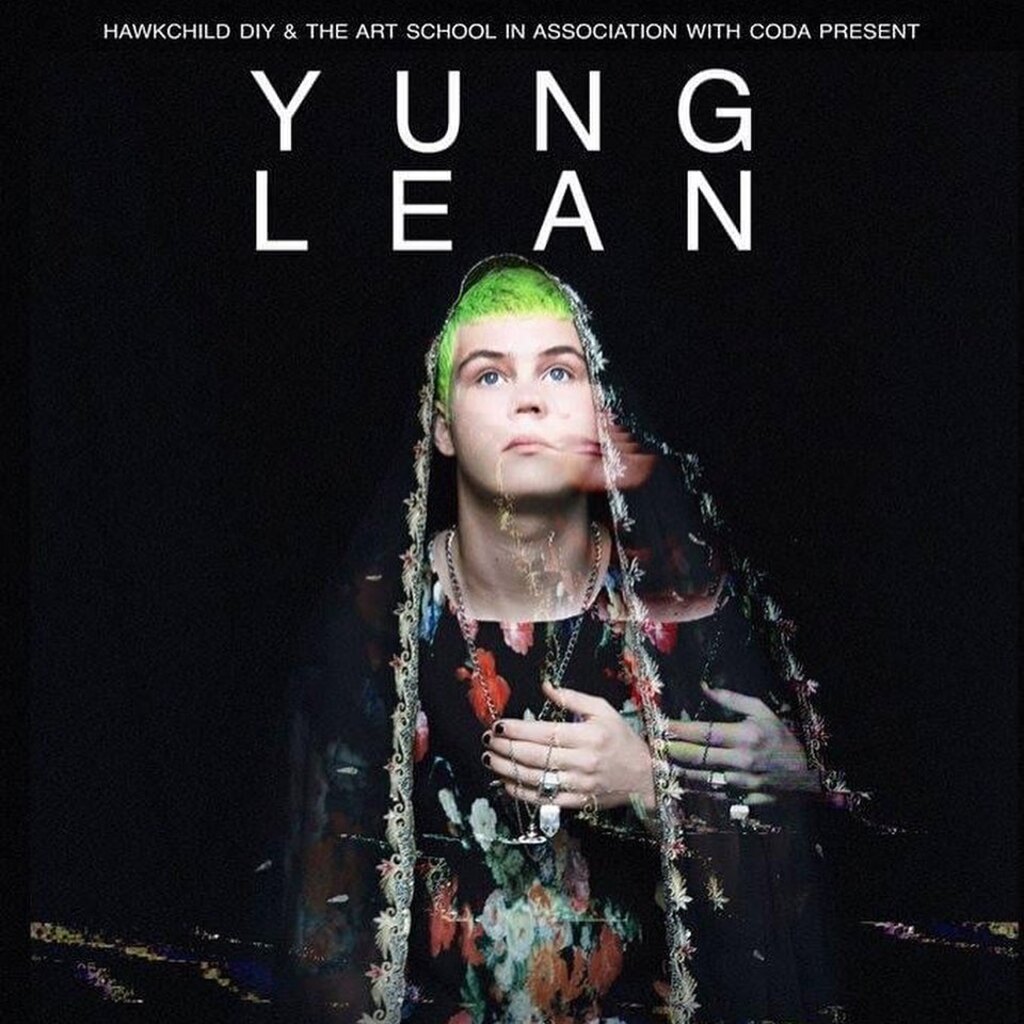 HAWKCHILD DIY & THE ART SCHOOL IN ASSOCIATION WITH CODA PRESENT
YUNG
LEAN